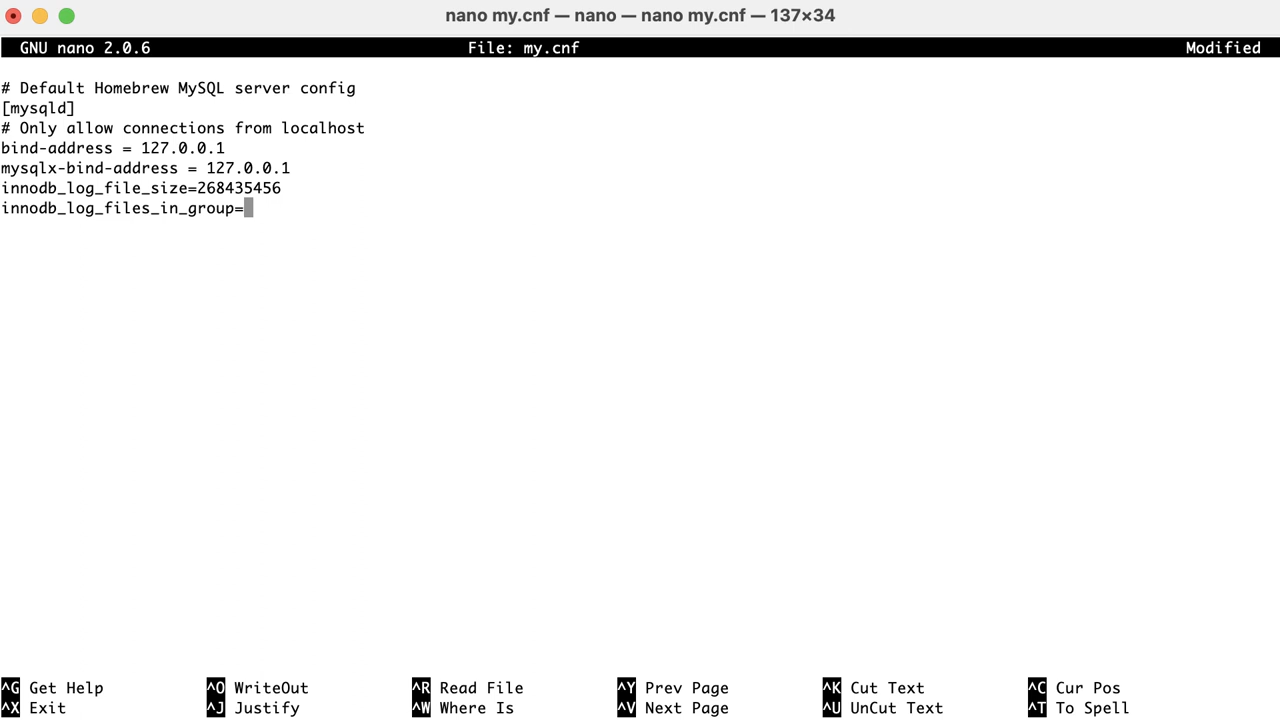 nano my.cnf — nano — nano my.cnf — 137×34
GNU nano 2.0.6 File: my.cnf Modified
# Default Homebrew MySQL server config
[mysqld]
# Only allow connections from localhost
bind-address = 127.0.0.1
mysqlx-bind-address = 127.0.0.1
innodb_log_file_size=268435456
innodb_log_files_in_group=
^G Get Help ^O WriteOut ^R Read File ^Y Prev Page ^K Cut Text ^C Cur Pos
^X Exit ^J Justify ^W Where Is ^V Next Page ^U UnCut Text ^T To Spell